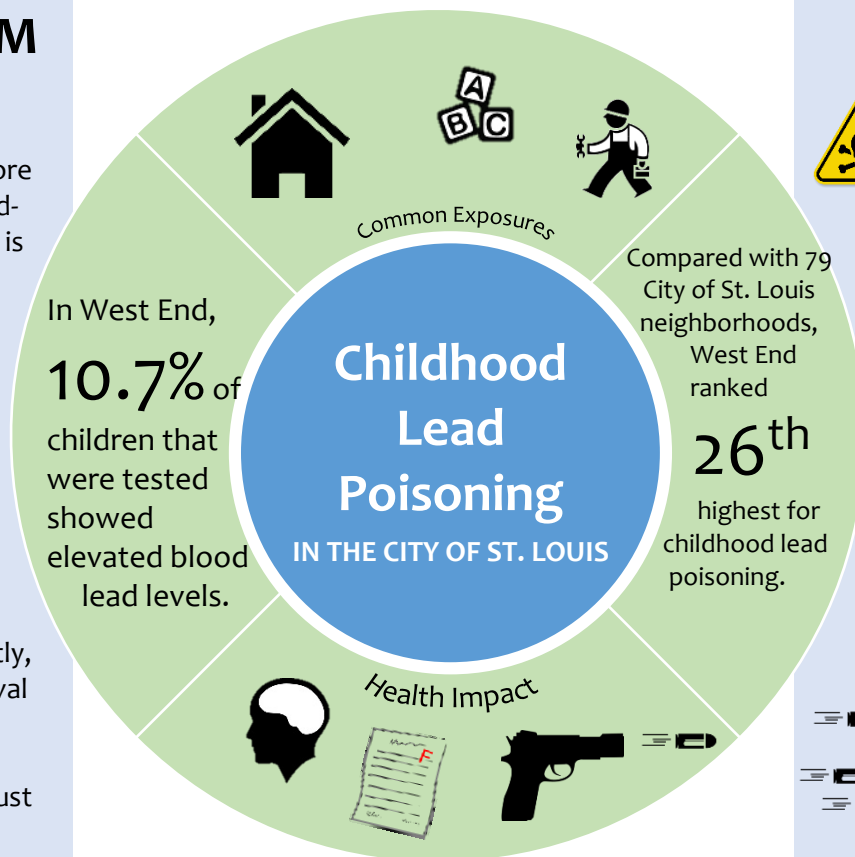 M
A
B C
Common Exposures
is
In West End,
10.7% of
children that
were tested
showed
elevated blood
lead levels.
Childhood
Lead
Poisoning
IN THE CITY OF ST. LOUIS
Compared with 79
City of St. Louis
neighborhoods,
West End
ranked
26th
highest for
childhood lead
poisoning.
Health Impact
F